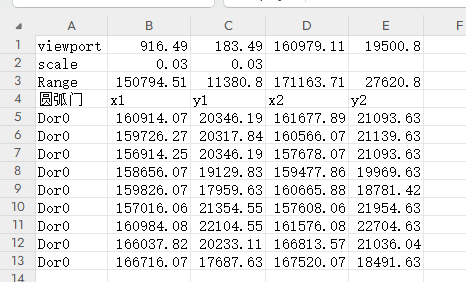 A B C D E F
1 viewport 916.49 183.49 160979.11 19500.8
2 scale 0.03 0.03
3 Range 150794.51 11380.8 171163.71 27620.8
4 圆弧门 x1 y1 x2 y2
5 Dor0 160914.07 20346.19 161677.89 21093.63
6 Dor0 159726.27 20317.84 160566.07 21139.63
7 Dor0 156914.25 20346.19 157678.07 21093.63
8 Dor0 158656.07 19129.83 159477.86 19969.63
9 Dor0 159826.07 17959.63 160665.88 18781.42
10 Dor0 157016.06 21354.55 157608.06 21954.63
11 Dor0 160984.08 22104.55 161576.08 22704.63
12 Dor0 166037.82 20233.11 166813.57 21036.04
13 Dor0 166716.07 17687.63 167520.07 18491.63